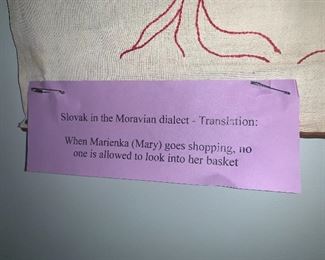 Slovak in the Moravian dialect - Translation:
When Marienka (Mary) goes shopping, no
one is allowed to look into her basket